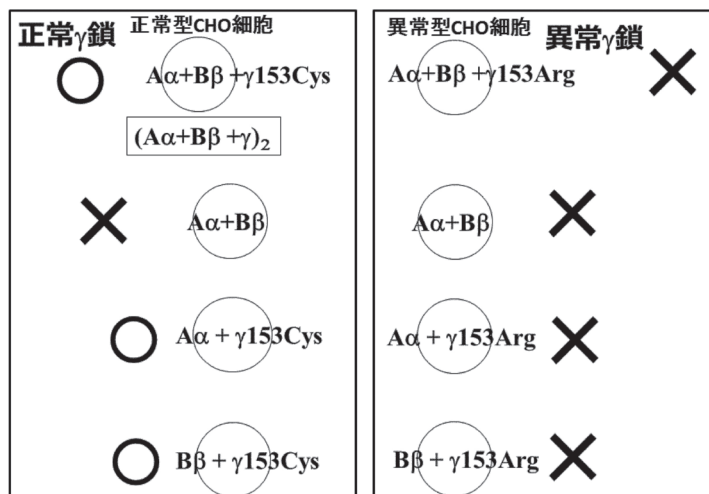 正常γ鎖 正常型CHO細胞
Aα+Bβ+γ153Cys
(Aα+Bβ+γ)₂
Aα+Bβ
Aα + γ153Cys
Bβ + γ153Cys
異常型CHO細胞 異常γ鎖
Aα+Bβ+γ153Arg
Aα+Bβ
Aα + γ153Arg
Bβ + γ153Arg